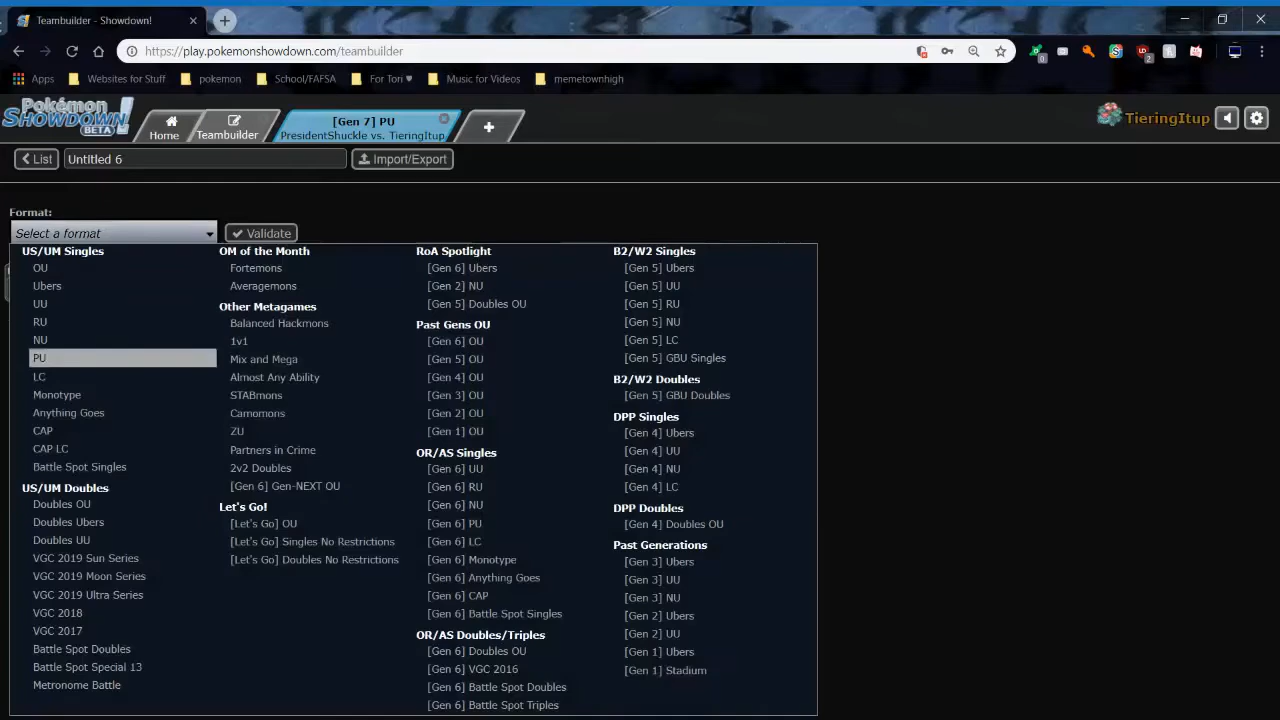 Teambuilder - Showdown!
https://play.pokemonshowdown.com/teambuilder
Apps
Websites for Stuff
pokemon
School/FAFSA
For Tori ♥
Music for Videos
memetownhigh
Pokémon
SHOWDOWN!
BETA
Home
Teambuilder
[Gen 7] PU
PresidentShuckle vs. TieringItup
TieringItup
List
Untitled 6
Import/Export
Format:
Select a format
Validate
US/UM Singles
OU
Ubers
UU
RU
NU
PU
LC
Monotype
Anything Goes
CAP
CAP LC
Battle Spot Singles
US/UM Doubles
Doubles OU
Doubles Ubers
Doubles UU
VGC 2019 Sun Series
VGC 2019 Moon Series
VGC 2019 Ultra Series
VGC 2018
VGC 2017
Battle Spot Doubles
Battle Spot Special 13
Metronome Battle
OM of the Month
Fortemons
Averagemons
Other Metagames
Balanced Hackmons
1v1
Mix and Mega
Almost Any Ability
STABmons
Camomons
ZU
Partners in Crime
2v2 Doubles
[Gen 6] Gen-NEXT OU
Let's Go!
[Let's Go] OU
[Let's Go] Singles No Restrictions
[Let's Go] Doubles No Restrictions
RoA Spotlight
[Gen 6] Ubers
[Gen 2] NU
[Gen 5] Doubles OU
Past Gens OU
[Gen 6] OU
[Gen 5] OU
[Gen 4] OU
[Gen 3] OU
[Gen 2] OU
[Gen 1] OU
OR/AS Singles
[Gen 6] UU
[Gen 6] RU
[Gen 6] NU
[Gen 6] PU
[Gen 6] LC
[Gen 6] Monotype
[Gen 6] Anything Goes
[Gen 6] CAP
[Gen 6] Battle Spot Singles
OR/AS Doubles/Triples
[Gen 6] Doubles OU
[Gen 6] VGC 2016
[Gen 6] Battle Spot Doubles
[Gen 6] Battle Spot Triples
B2/W2 Singles
[Gen 5] Ubers
[Gen 5] UU
[Gen 5] RU
[Gen 5] NU
[Gen 5] LC
[Gen 5] GBU Singles
B2/W2 Doubles
[Gen 5] GBU Doubles
DPP Singles
[Gen 4] Ubers
[Gen 4] UU
[Gen 4] NU
[Gen 4] LC
DPP Doubles
[Gen 4] Doubles OU
Past Generations
[Gen 3] Ubers
[Gen 3] UU
[Gen 3] NU
[Gen 2] Ubers
[Gen 2] UU
[Gen 1] Ubers
[Gen 1] Stadium